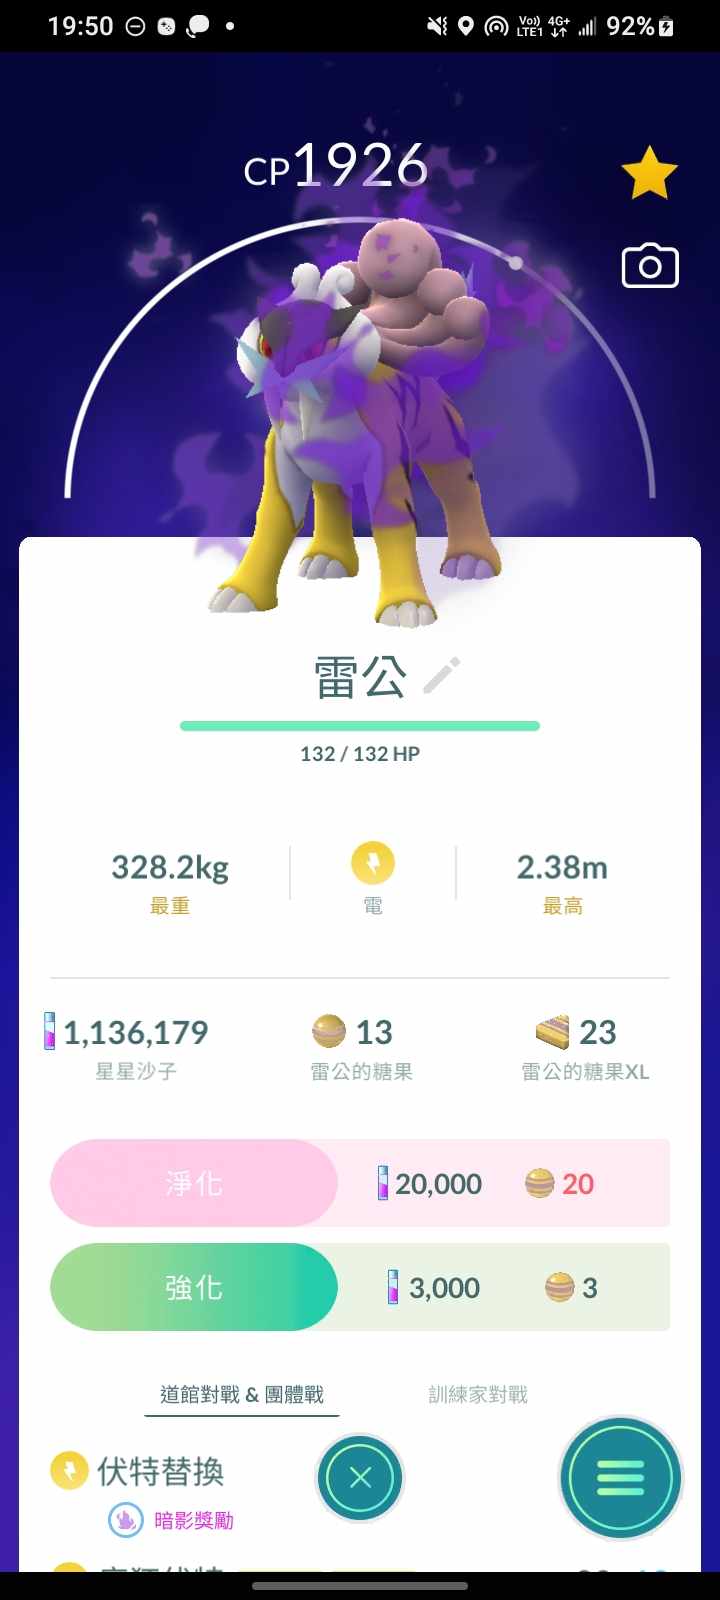 19:50
Vo)) LTE1 4G+ 92%
CP1926
雷公
132 / 132 HP
328.2kg
電
2.38m
最重
最高
1,136,179
13
23
星星沙子
雷公的糖果
雷公的糖果XL
淨化 20,000 20
強化 3,000 3
道館對戰 & 團體戰
訓練家對戰
伏特替換
暗影獎勵